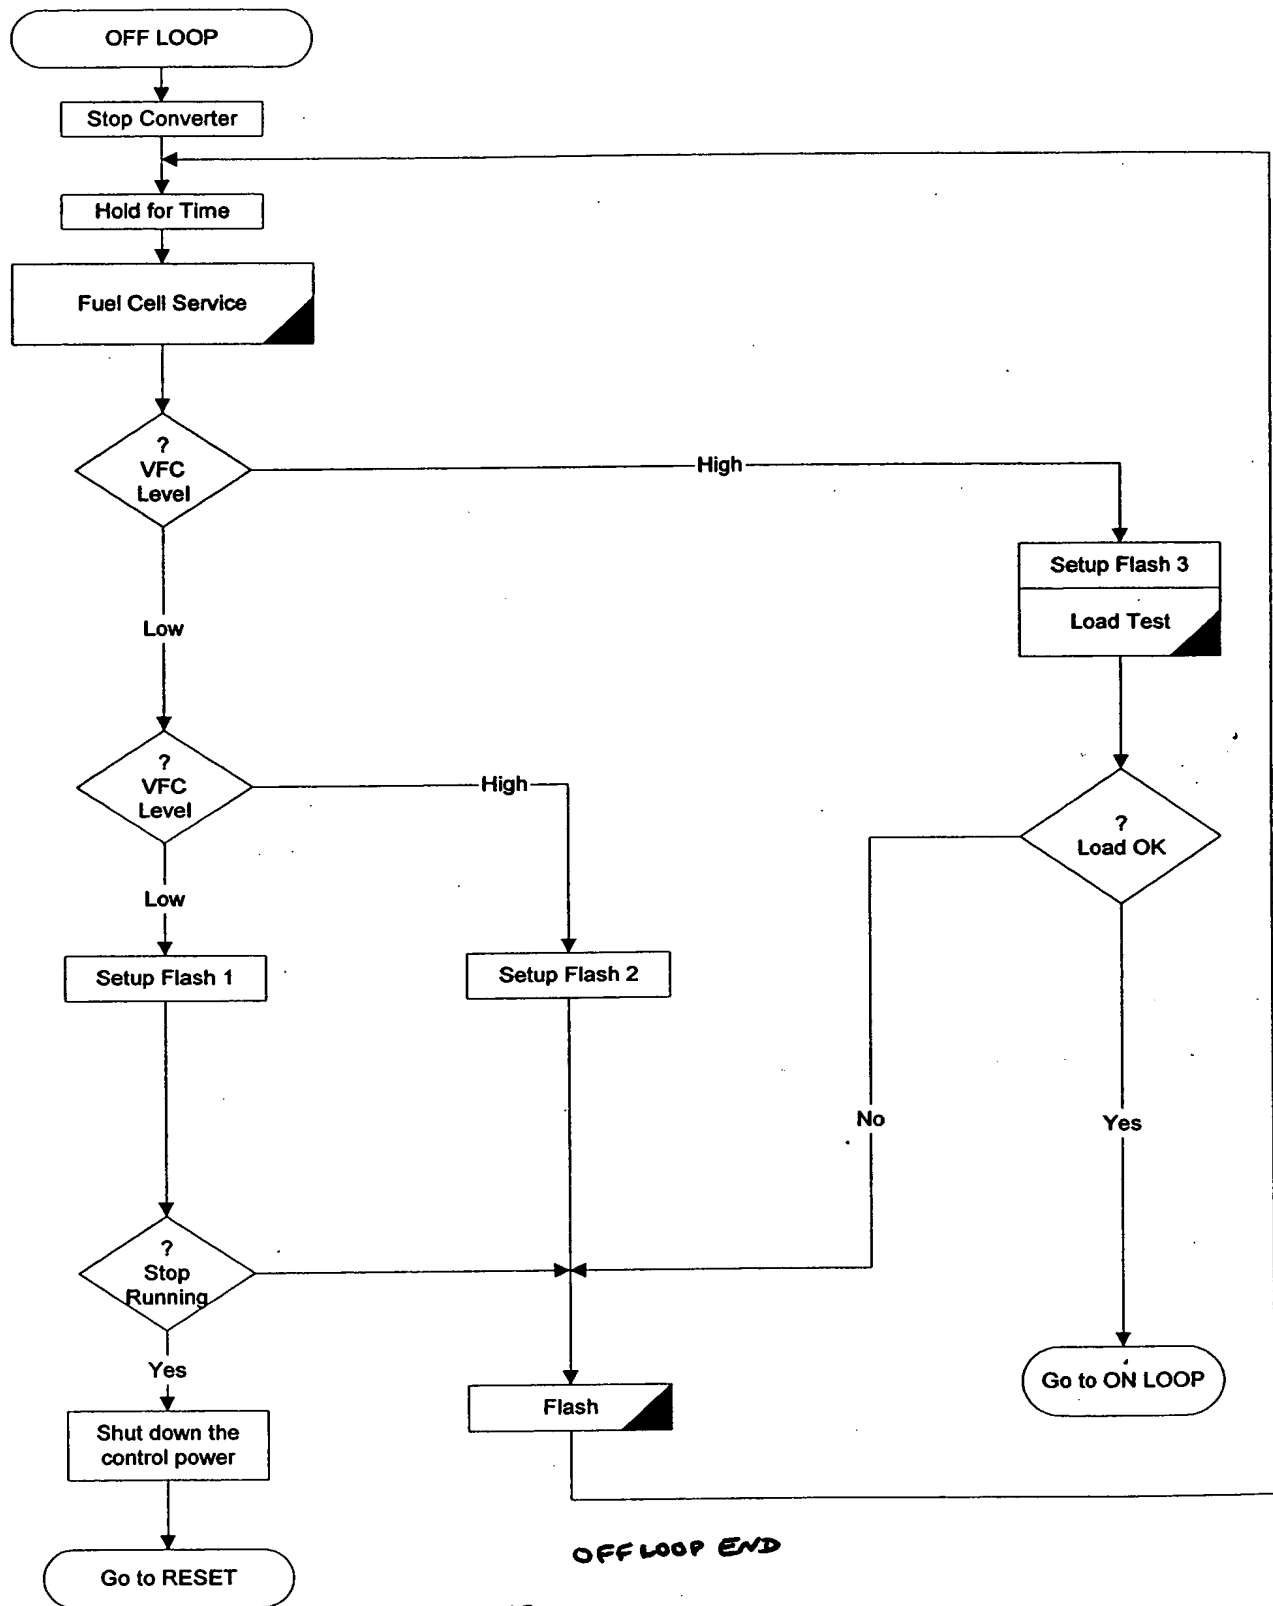 OFF LOOP
Stop Converter
Hold for Time
Fuel Cell Service
?
VFC
Level
High
Setup Flash 3
Load Test
Low
?
VFC
Level
High
?
Load OK
Low
Setup Flash 1
Setup Flash 2
No
Yes
?
Stop
Running
Yes
Go to ON LOOP
Flash
Shut down the
control power
OFF LOOP END
Go to RESET